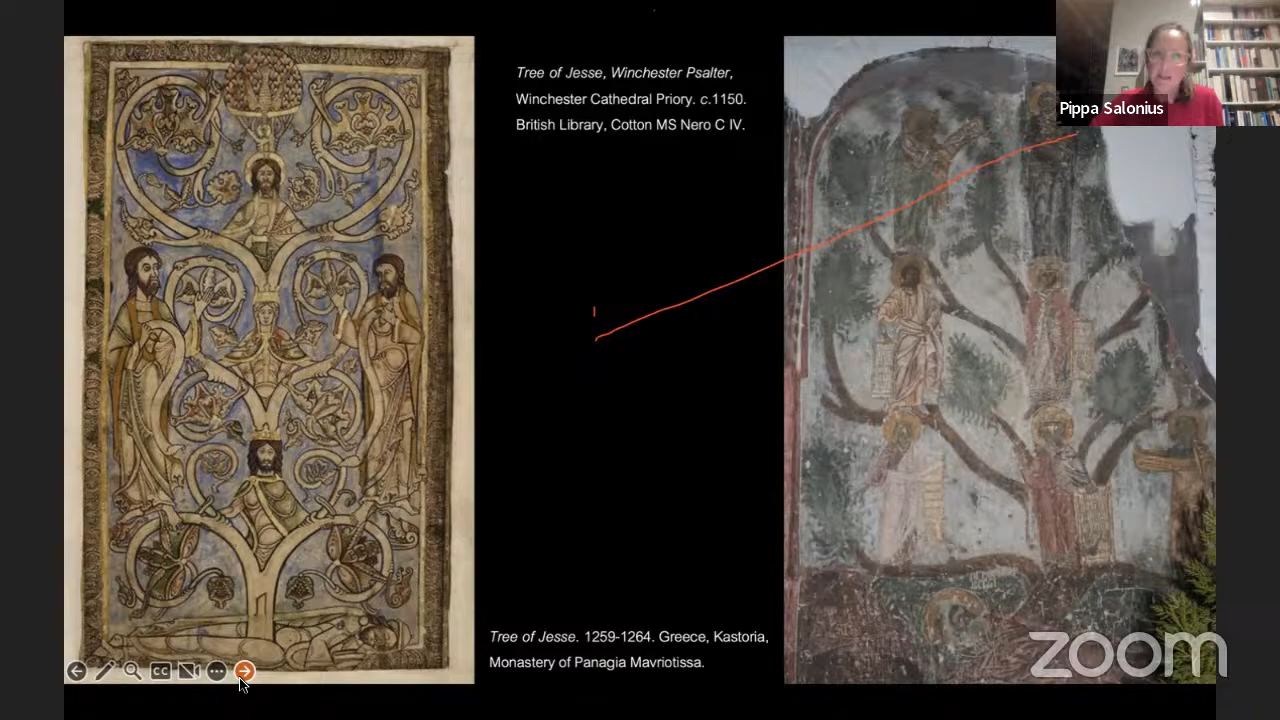 Tree of Jesse, Winchester Psalter,
Winchester Cathedral Priory. c.1150.
British Library, Cotton MS Nero C IV.
Pippa Salonius
Tree of Jesse. 1259-1264. Greece, Kastoria,
Monastery of Panagia Mavriotissa.
CC
zoom